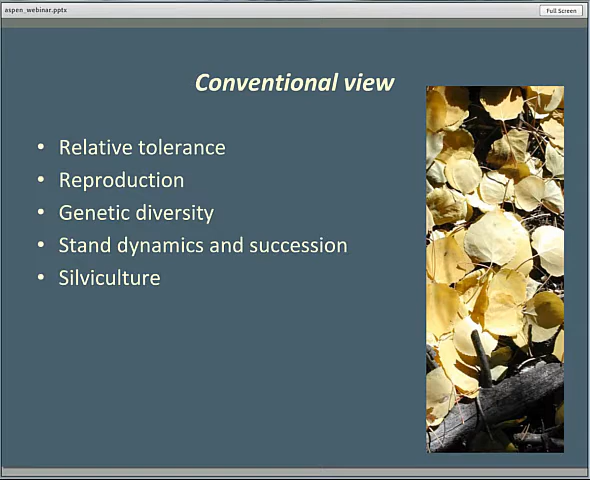 aspen_webinar.pptx
Full Screen
Conventional view
• Relative tolerance
• Reproduction
• Genetic diversity
• Stand dynamics and succession
• Silviculture